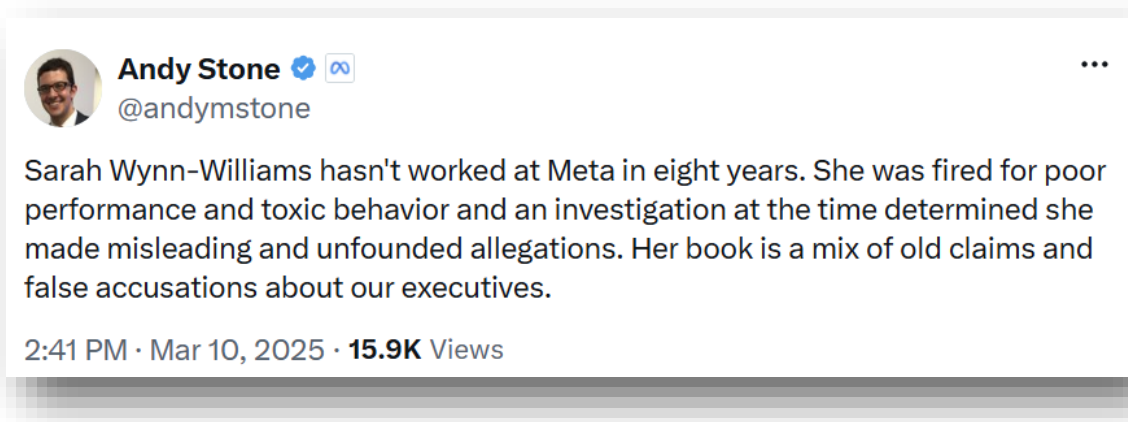 Andy Stone
@andymstone
Sarah Wynn-Williams hasn't worked at Meta in eight years. She was fired for poor
performance and toxic behavior and an investigation at the time determined she
made misleading and unfounded allegations. Her book is a mix of old claims and
false accusations about our executives.
2:41 PM · Mar 10, 2025 · 15.9K Views